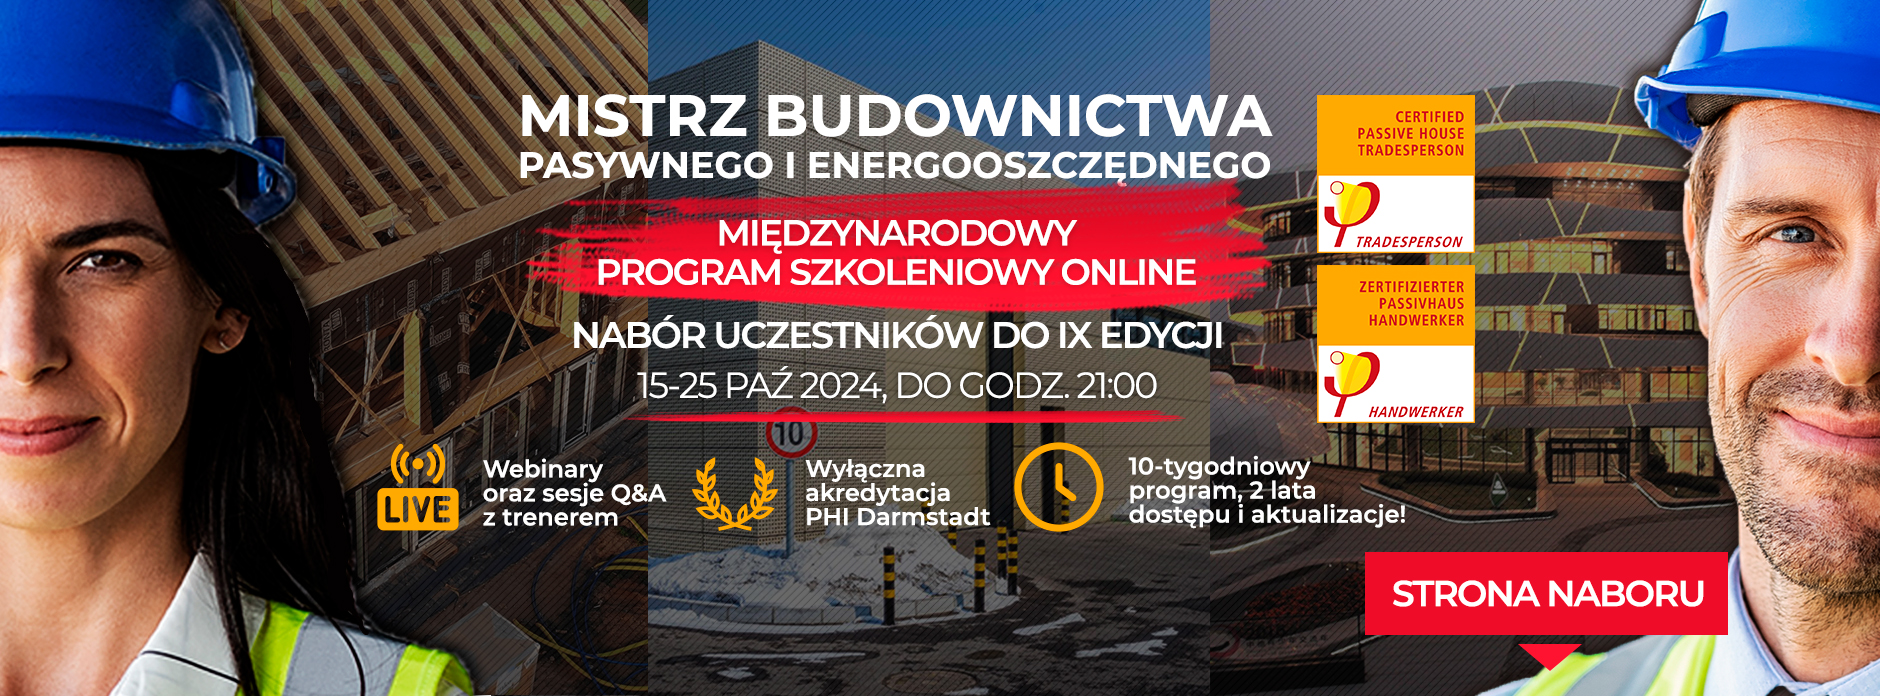 MISTRZ BUDOWNICTWA
PASYWNEGO I ENERGOOSZCZĘDNEGO
MIĘDZYNARODOWY
PROGRAM SZKOLENIOWY ONLINE
NABÓR UCZESTNIKÓW DO IX EDYCJI
15-25 PAŹ 2024, DO GODZ. 21:00
10
LIVE
Webinary
oraz sesje Q&A
z trenerem
Wyłączna
akredytacja
PHI Darmstadt
10-tygodniowy
program, 2 lata
dostępu i aktualizacje!
CERTIFIED
PASSIVE HOUSE
TRADESPERSON
TRADESPERSON
ZERTIFIZIERTER
PASSIVHAUS
HANDWERKER
HANDWERKER
STRONA NABORU